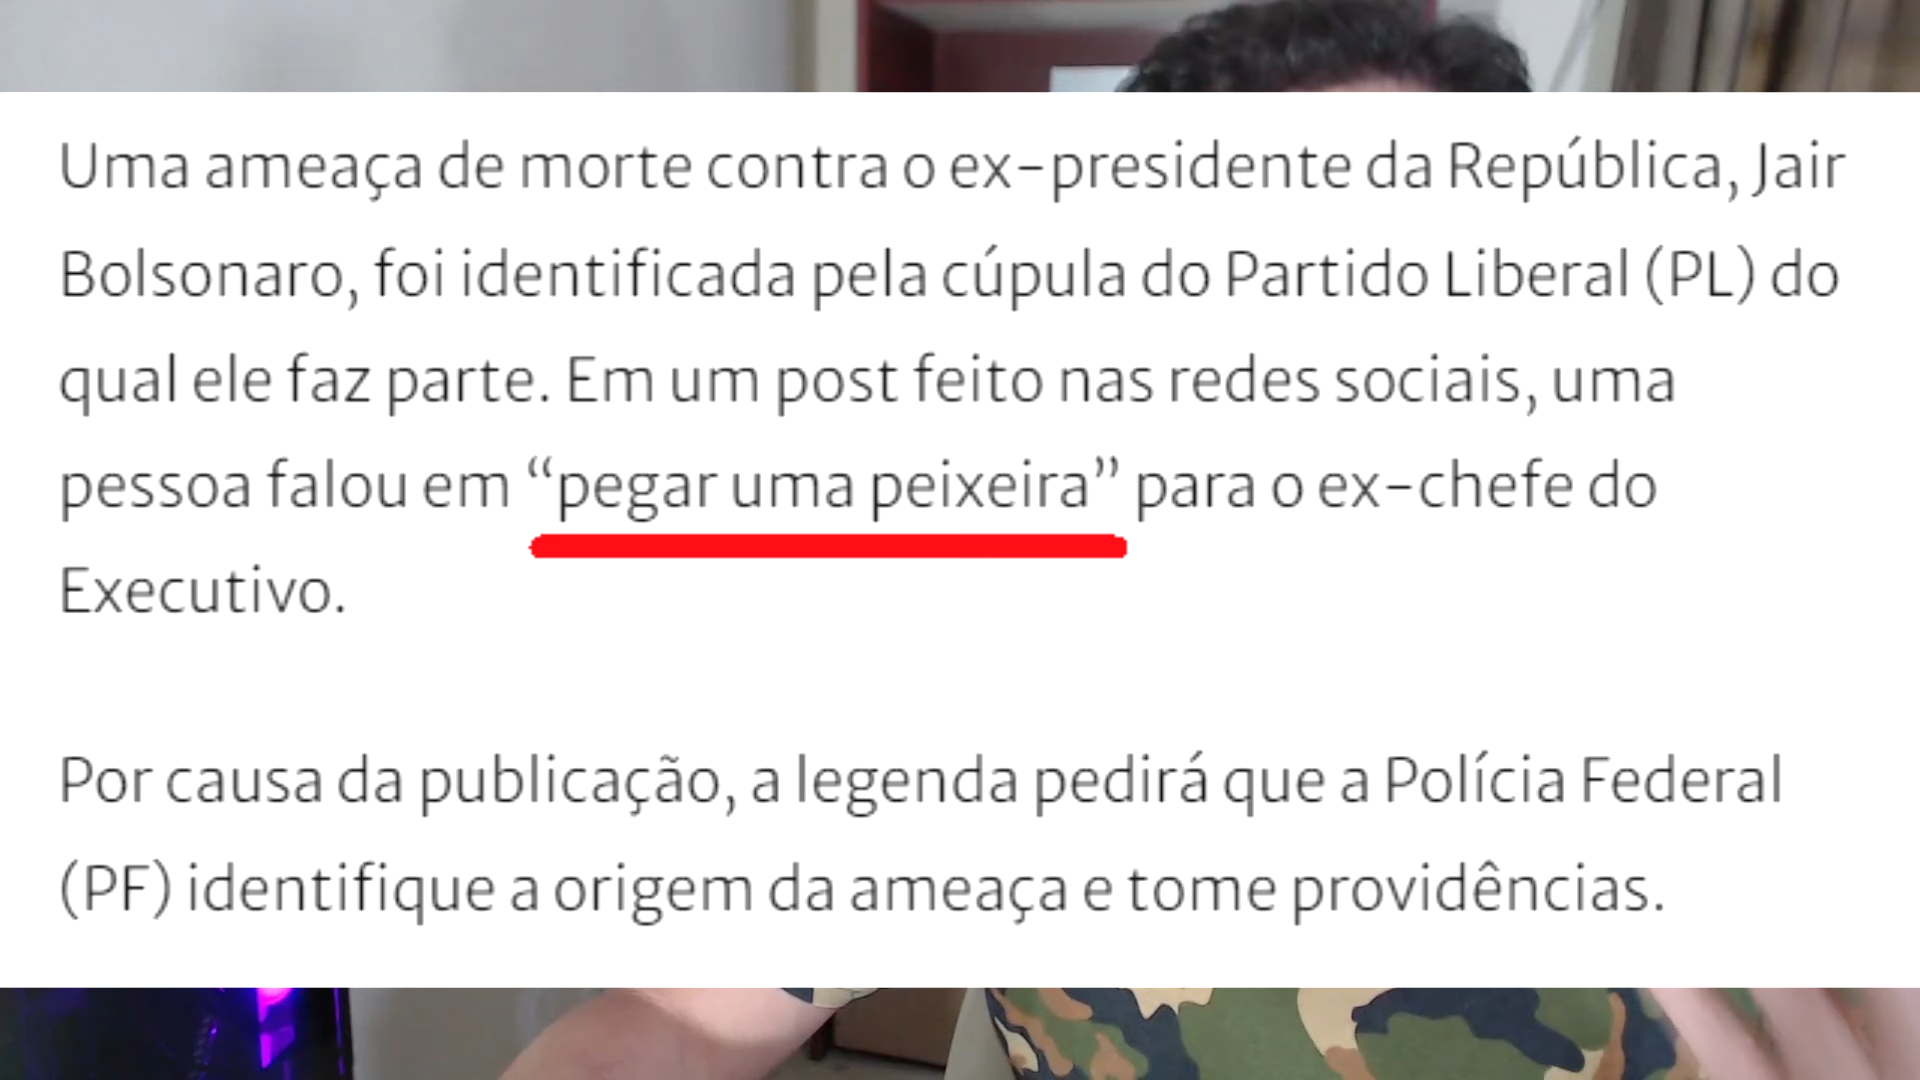 Uma ameaça de morte contra o ex-presidente da República, Jair
Bolsonaro, foi identificada pela cúpula do Partido Liberal (PL) do
qual ele faz parte. Em um post feito nas redes sociais, uma
pessoa falou em “pegar uma peixeira” para o ex-chefe do
Executivo.
Por causa da publicação, a legenda pedirá que a Polícia Federal
(PF) identifique a origem da ameaça e tome providências.